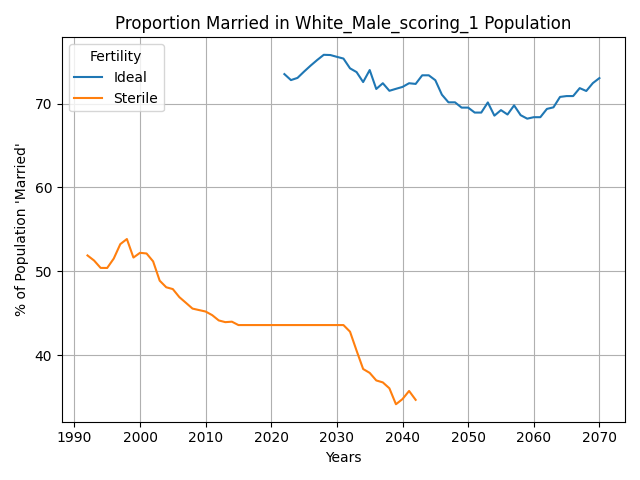 Proportion Married in White_Male_scoring_1 Population
Fertility
Ideal
Sterile
% of Population 'Married'
70
60
50
40
1990 2000 2010 2020 2030 2040 2050 2060 2070
Years